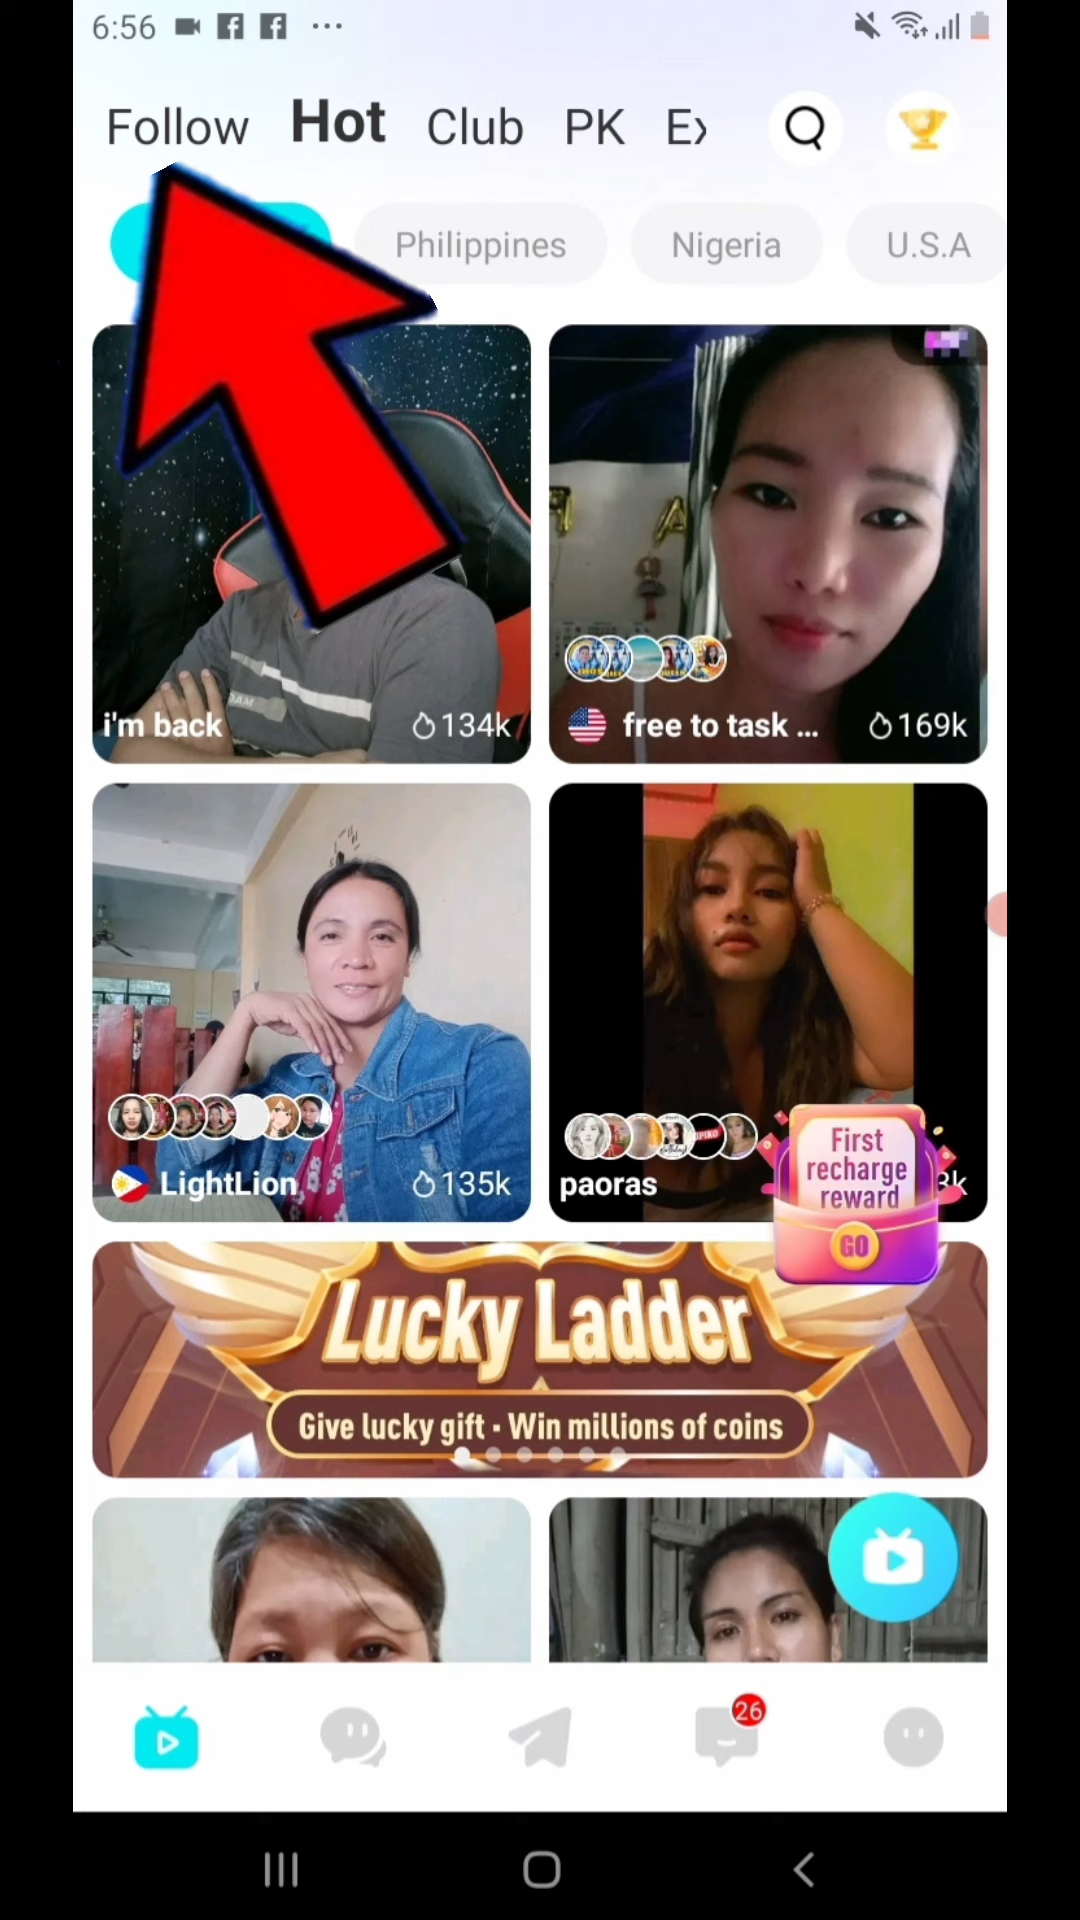 6:56
Follow Hot Club PK Ex
Philippines Nigeria U.S.A
i'm back 134k
free to task ... 169k
LightLion 135k
paoras
First
recharge
reward
GO
Lucky Ladder
Give lucky gift · Win millions of coins
26